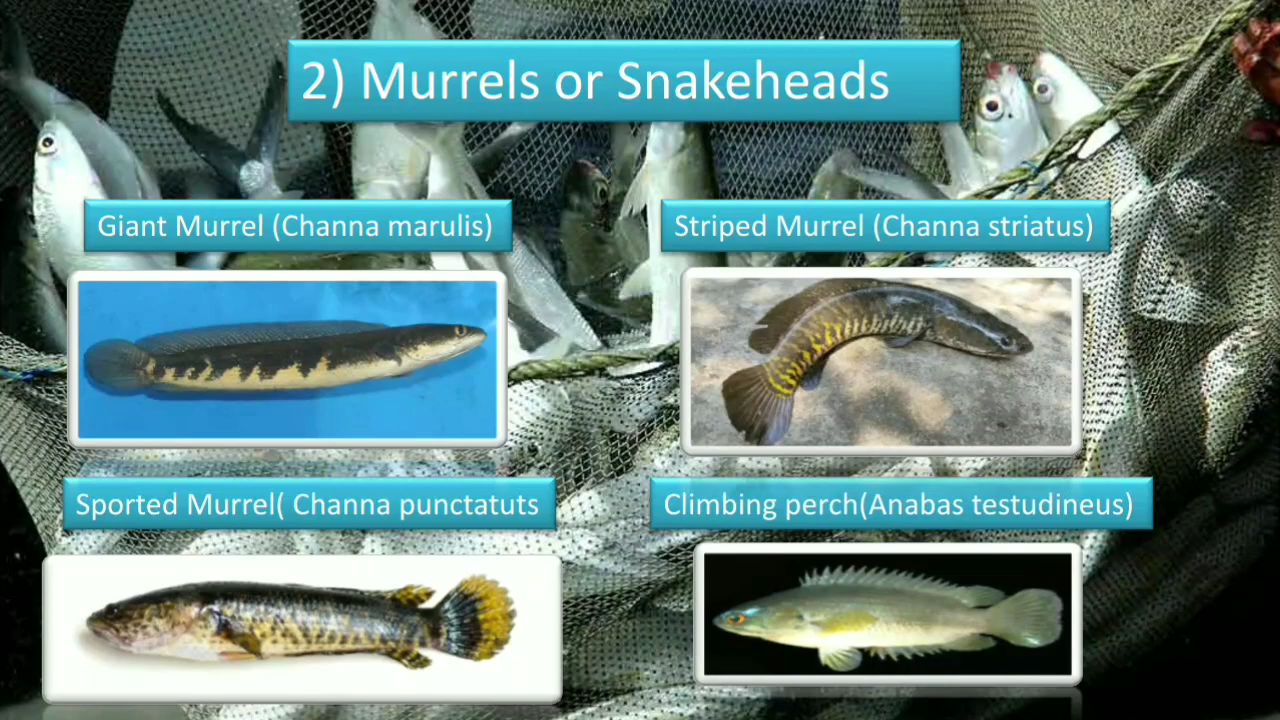 2) Murrels or Snakeheads
Giant Murrel (Channa marulis)
Striped Murrel (Channa striatus)
Sported Murrel( Channa punctatuts
Climbing perch(Anabas testudineus)